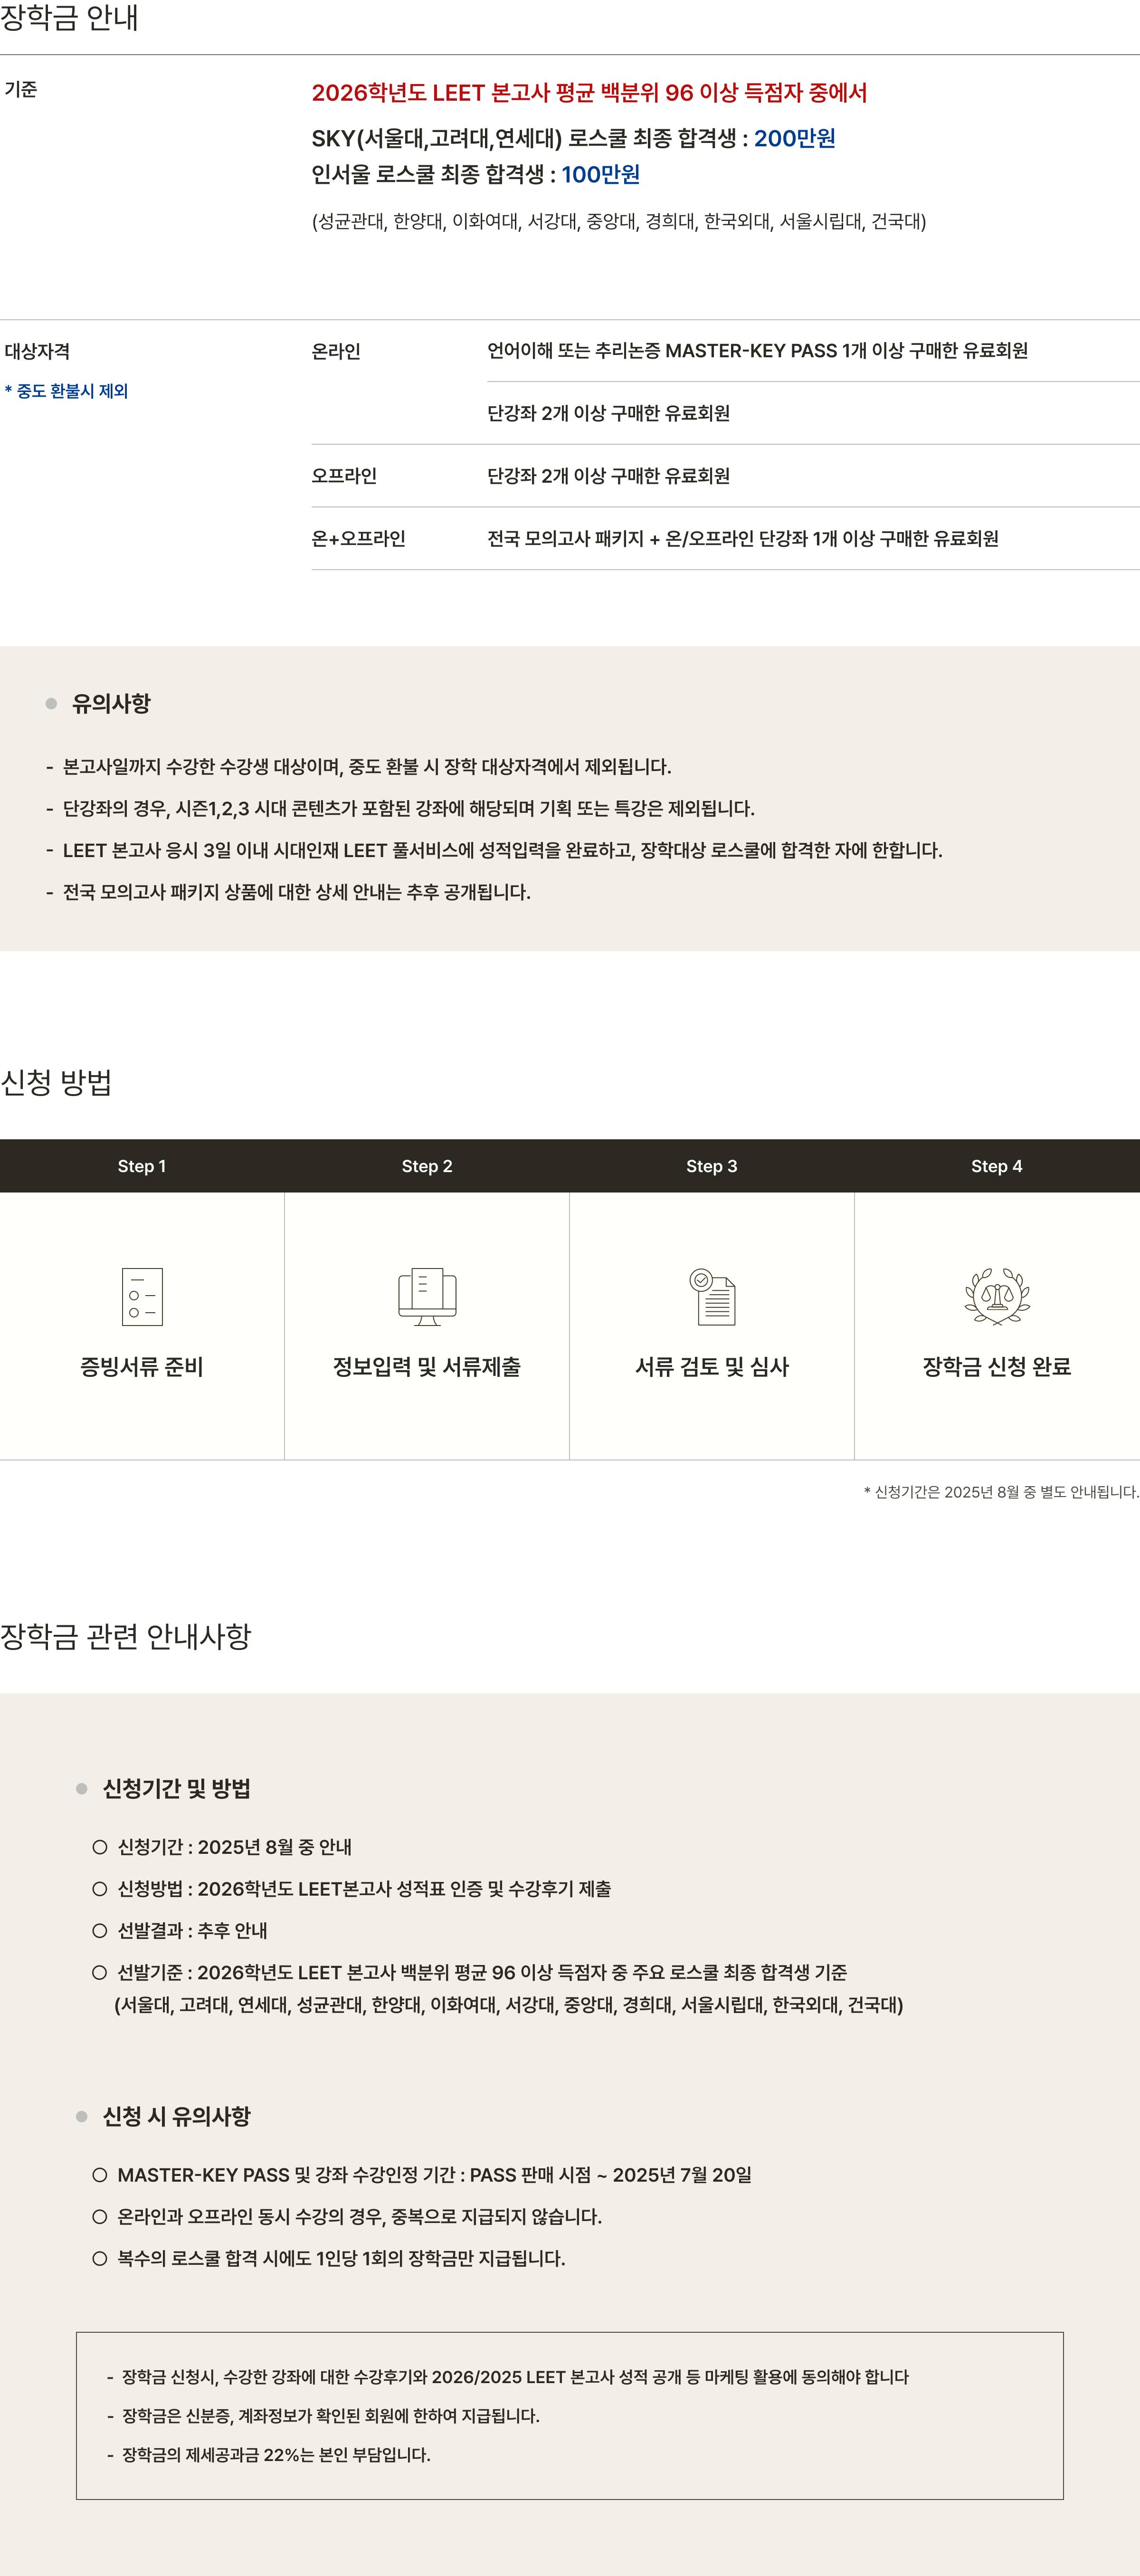 장학금 안내
기준
2026학년도 LEET 본고사 평균 백분위 96 이상 득점자 중에서
SKY(서울대,고려대,연세대) 로스쿨 최종 합격생 : 200만원
인서울 로스쿨 최종 합격생 : 100만원
(성균관대, 한양대, 이화여대, 서강대, 중앙대, 경희대, 한국외대, 서울시립대, 건국대)
대상자격
* 중도 환불시 제외
온라인
언어이해 또는 추리논증 MASTER-KEY PASS 1개 이상 구매한 유료회원
단강좌 2개 이상 구매한 유료회원
오프라인
단강좌 2개 이상 구매한 유료회원
온+오프라인
전국 모의고사 패키지 + 온/오프라인 단강좌 1개 이상 구매한 유료회원
유의사항
- 본고사일까지 수강한 수강생 대상이며, 중도 환불 시 장학 대상자격에서 제외됩니다.
- 단강좌의 경우, 시즌1,2,3 시대 콘텐츠가 포함된 강좌에 해당되며 기획 또는 특강은 제외됩니다.
- LEET 본고사 응시 3일 이내 시대인재 LEET 풀서비스에 성적입력을 완료하고, 장학대상 로스쿨에 합격한 자에 한합니다.
- 전국 모의고사 패키지 상품에 대한 상세 안내는 추후 공개됩니다.
신청 방법
Step 1
Step 2
Step 3
Step 4
증빙서류 준비
정보입력 및 서류제출
서류 검토 및 심사
장학금 신청 완료
* 신청기간은 2025년 8월 중 별도 안내됩니다.
장학금 관련 안내사항
신청기간 및 방법
신청기간 : 2025년 8월 중 안내
신청방법 : 2026학년도 LEET본고사 성적표 인증 및 수강후기 제출
선발결과 : 추후 안내
선발기준 : 2026학년도 LEET 본고사 백분위 평균 96 이상 득점자 중 주요 로스쿨 최종 합격생 기준
(서울대, 고려대, 연세대, 성균관대, 한양대, 이화여대, 서강대, 중앙대, 경희대, 서울시립대, 한국외대, 건국대)
신청 시 유의사항
MASTER-KEY PASS 및 강좌 수강인정 기간 : PASS 판매 시점 ~ 2025년 7월 20일
온라인과 오프라인 동시 수강의 경우, 중복으로 지급되지 않습니다.
복수의 로스쿨 합격 시에도 1인당 1회의 장학금만 지급됩니다.
- 장학금 신청시, 수강한 강좌에 대한 수강후기와 2026/2025 LEET 본고사 성적 공개 등 마케팅 활용에 동의해야 합니다
- 장학금은 신분증, 계좌정보가 확인된 회원에 한하여 지급됩니다.
- 장학금의 제세공과금 22%는 본인 부담입니다.